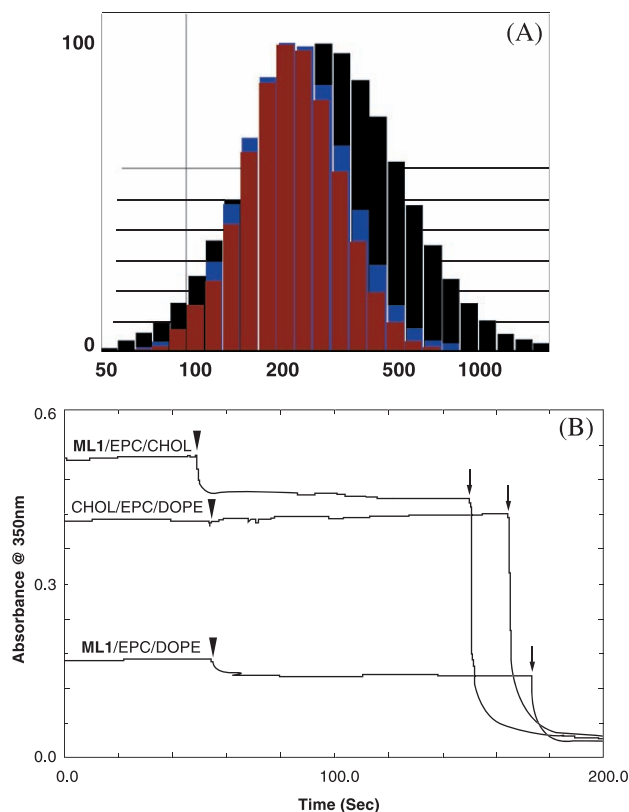 (A)
100
0
50 100 200 500 1000
(B)
0.6
ML1/EPC/CHOL
CHOL/EPC/DOPE
0.3
Absorbance @ 350nm
ML1/EPC/DOPE
0.0
0.0 100.0 200.0
Time (Sec)